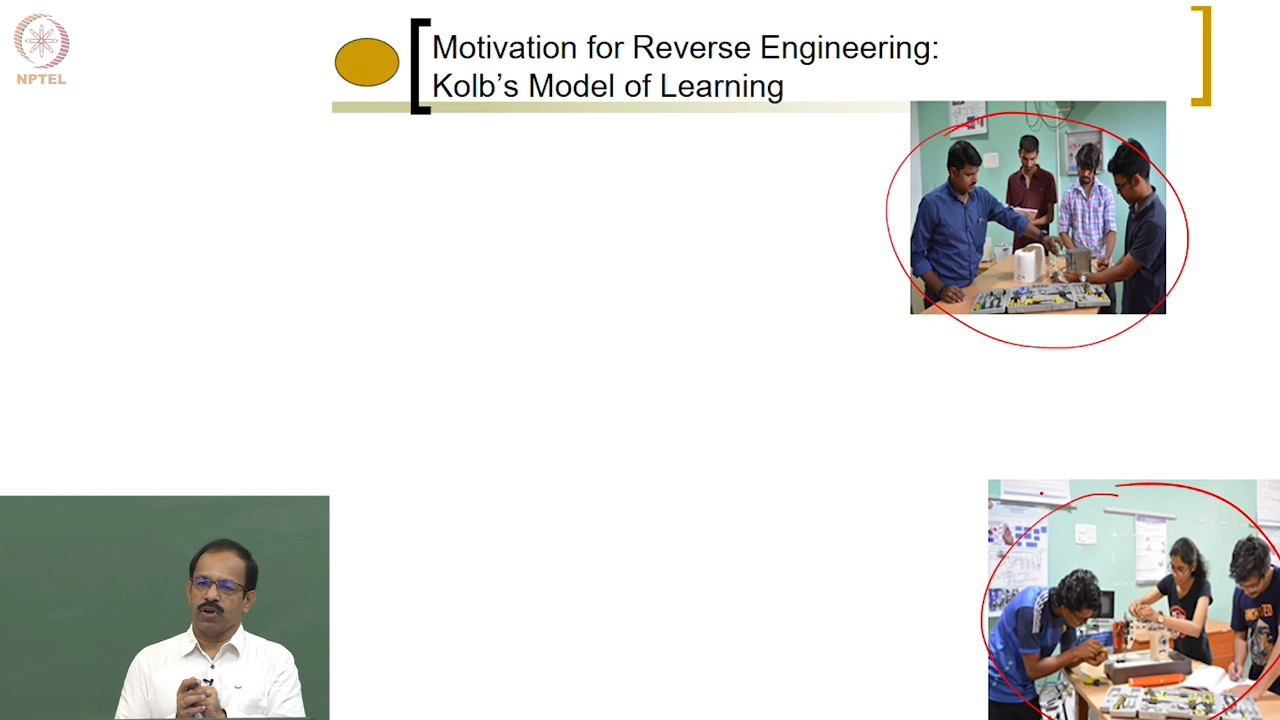 NPTEL
Motivation for Reverse Engineering:
Kolb's Model of Learning